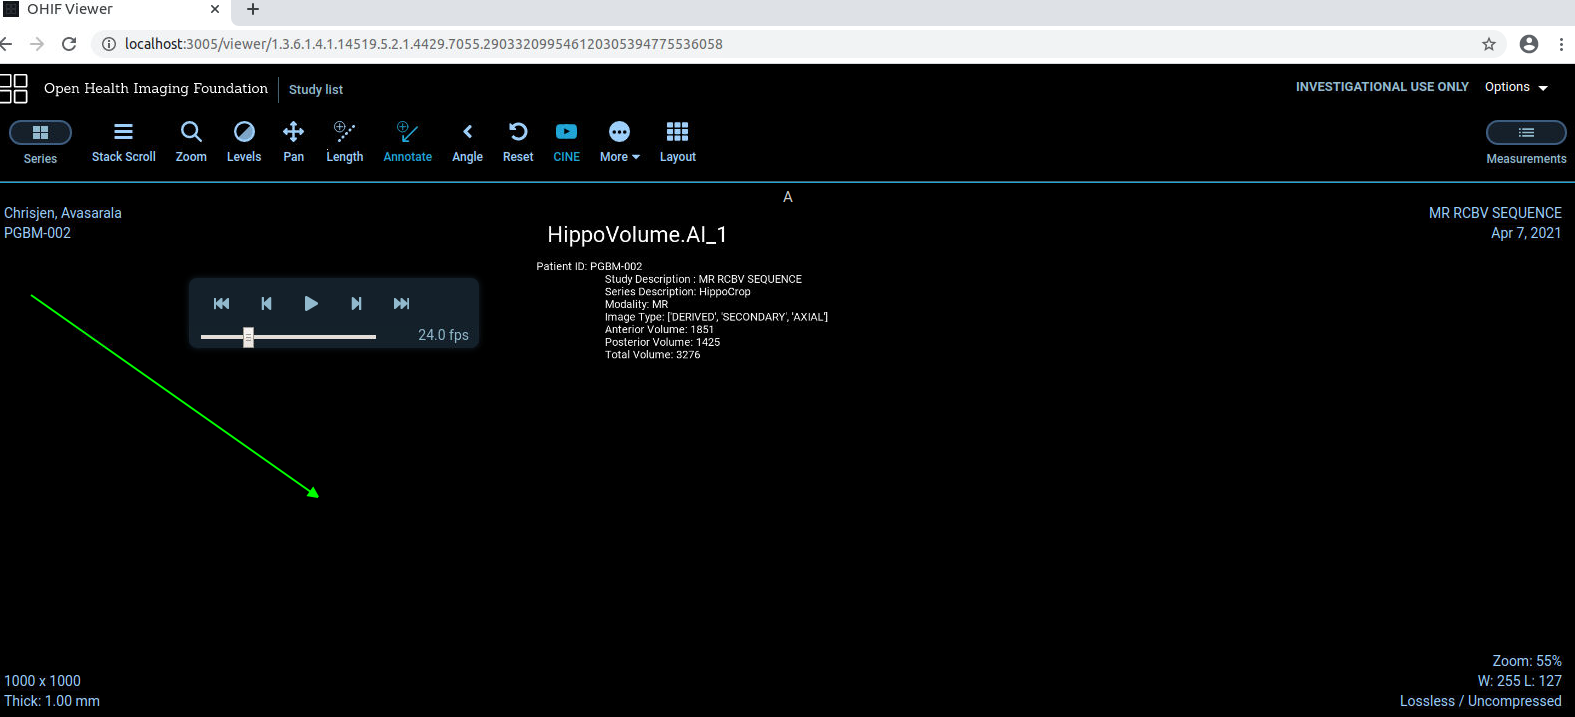 OHIF Viewer
localhost:3005/viewer/1.3.6.1.4.1.14519.5.2.1.4429.7055.290332099546120305394775536058
Open Health Imaging Foundation
Study list
INVESTIGATIONAL USE ONLY
Options
Series
Stack Scroll
Zoom
Levels
Pan
Length
Annotate
Angle
Reset
CINE
More
Layout
Measurements
A
Chrisjen, Avasarala
PGBM-002
MR RCBV SEQUENCE
Apr 7, 2021
HippoVolume.AI_1
Patient ID: PGBM-002
Study Description : MR RCBV SEQUENCE
Series Description: HippoCrop
Modality: MR
Image Type: ['DERIVED', 'SECONDARY', 'AXIAL']
Anterior Volume: 1851
Posterior Volume: 1425
Total Volume: 3276
24.0 fps
1000 x 1000
Thick: 1.00 mm
Zoom: 55%
W: 255 L: 127
Lossless / Uncompressed